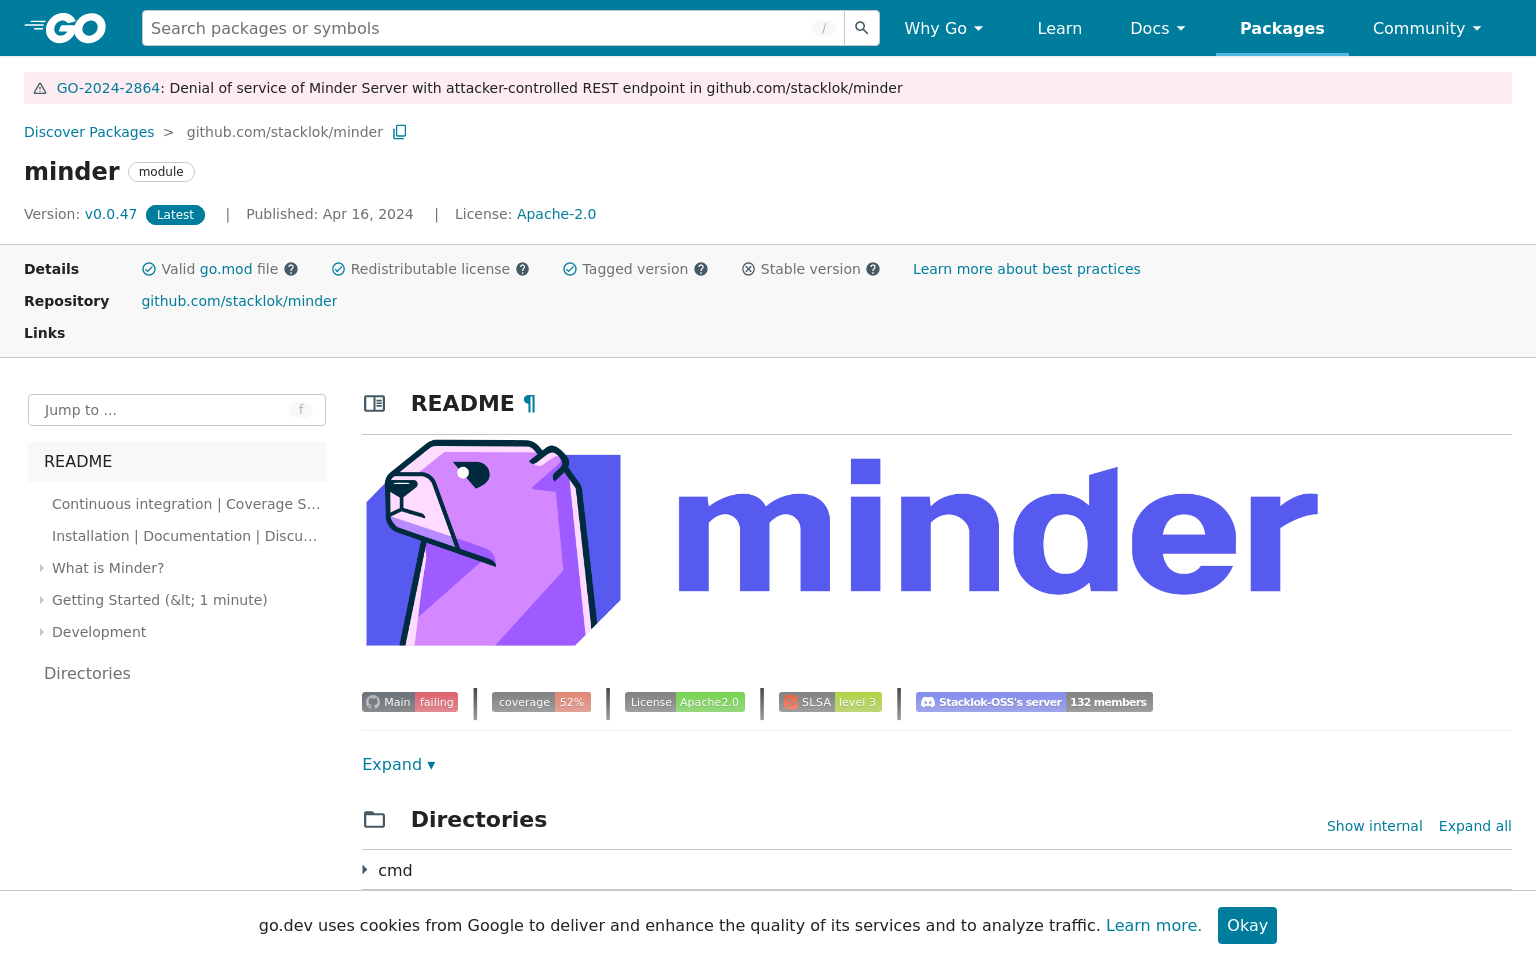 GO
Search packages or symbols /
Why Go
Learn
Docs
Packages
Community
GO-2024-2864: Denial of service of Minder Server with attacker-controlled REST endpoint in github.com/stacklok/minder
Discover Packages > github.com/stacklok/minder
minder module
Version: v0.0.47 Latest | Published: Apr 16, 2024 | License: Apache-2.0
Details Valid go.mod file Redistributable license Tagged version Stable version Learn more about best practices
Repository github.com/stacklok/minder
Links
Jump to ... f
README
Continuous integration | Coverage S...
Installation | Documentation | Discu...
What is Minder?
Getting Started (&lt; 1 minute)
Development
Directories
README ¶
minder
Main failing | coverage 52% | License Apache2.0 | SLSA level 3 | Stacklok-OSS's server 132 members
Expand ▾
Directories
Show internal Expand all
cmd
go.dev uses cookies from Google to deliver and enhance the quality of its services and to analyze traffic. Learn more. Okay